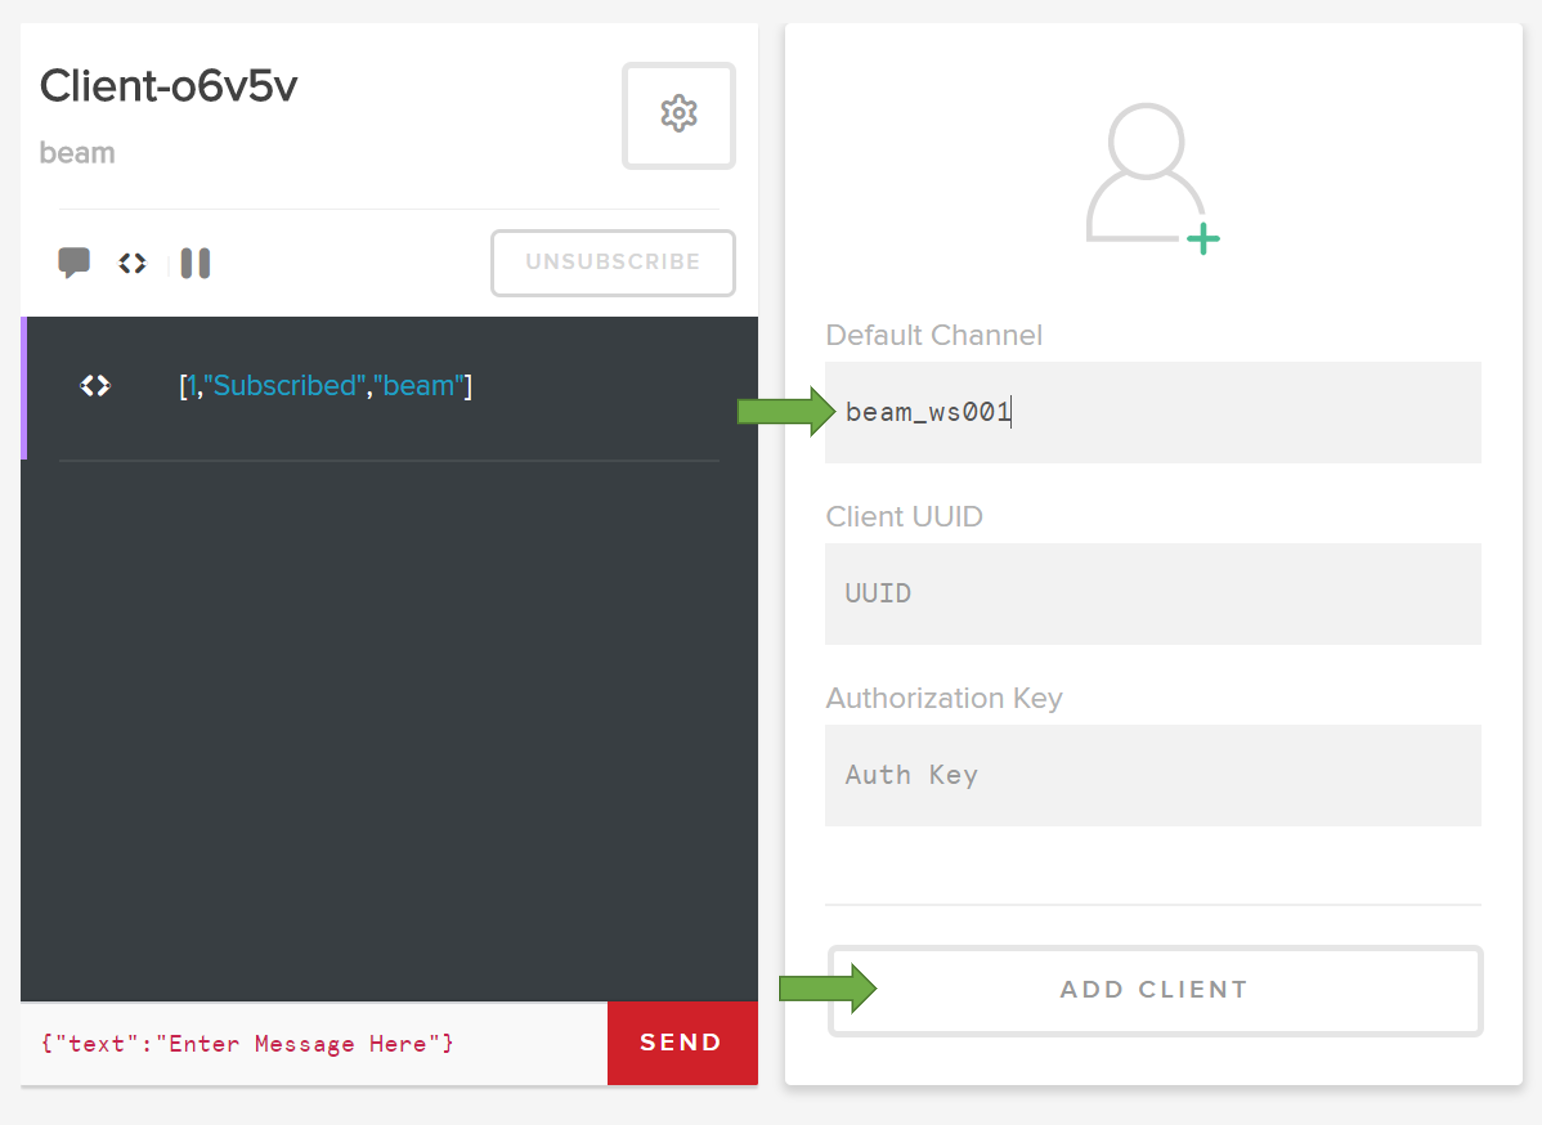 Client-o6v5v
beam
UNSUBSCRIBE
[1,"Subscribed","beam"]
{"text":"Enter Message Here"}
SEND
Default Channel
beam_ws001
Client UUID
UUID
Authorization Key
Auth Key
ADD CLIENT